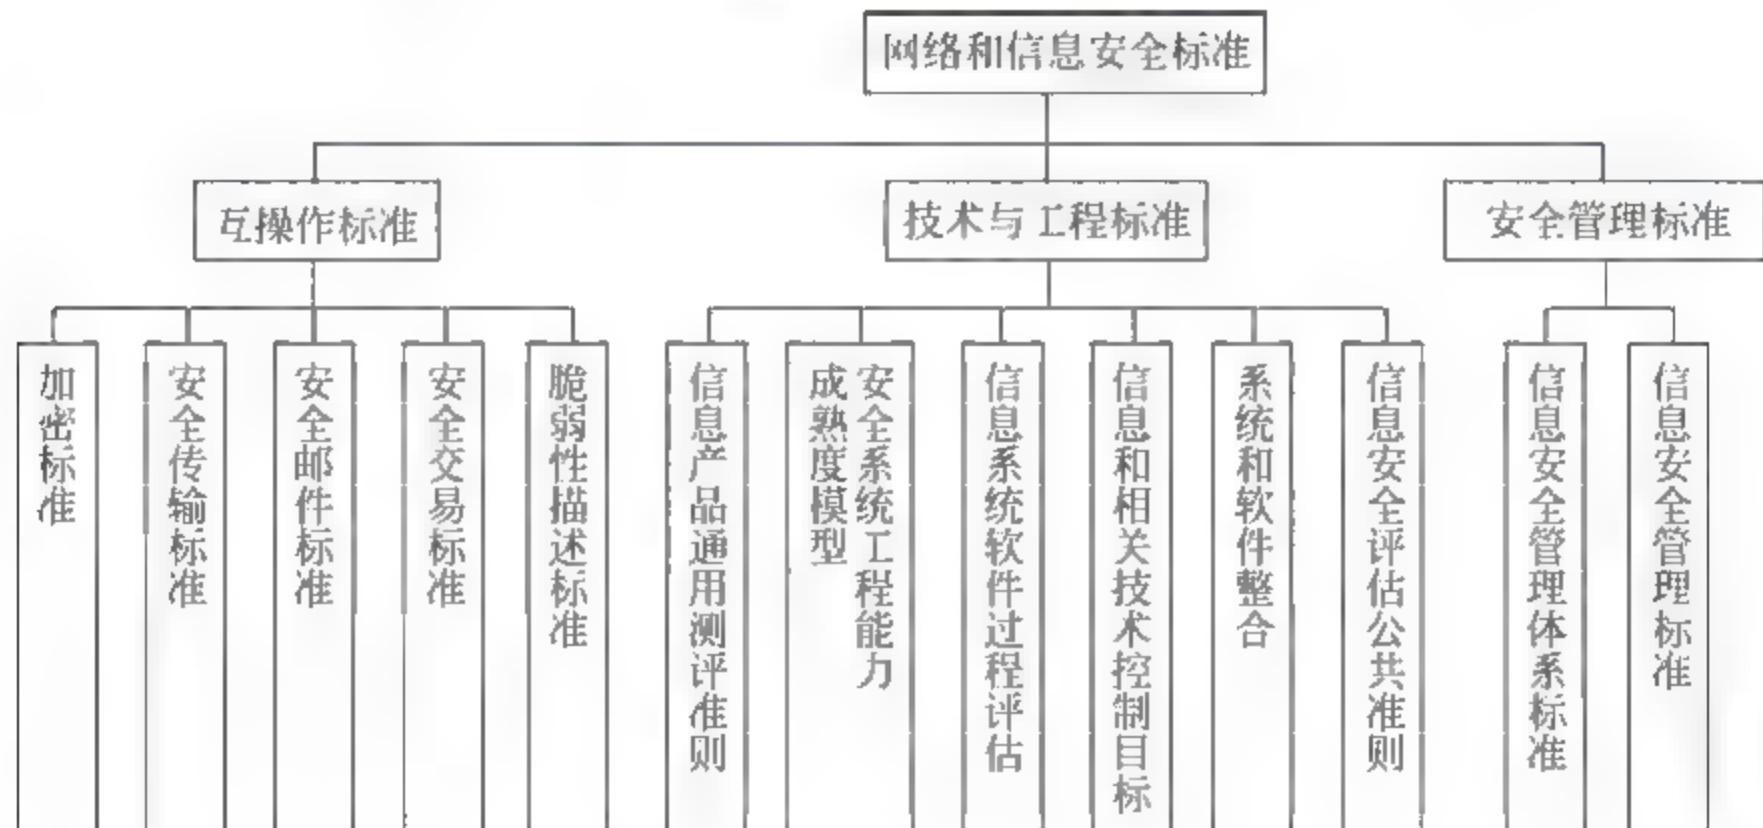 网络和信息安全标准
互操作标准
技术与工程标准
安全管理标准
加密标准
安全传输标准
安全邮件标准
安全交易标准
脆弱性描述标准
信息产品通用测评准则
安全系统工程能力
成熟度模型
信息系统软件过程评估
信息和相关技术控制目标
系统和软件整合
信息安全评估公共准则
信息安全管理体系标准
信息安全管理标准